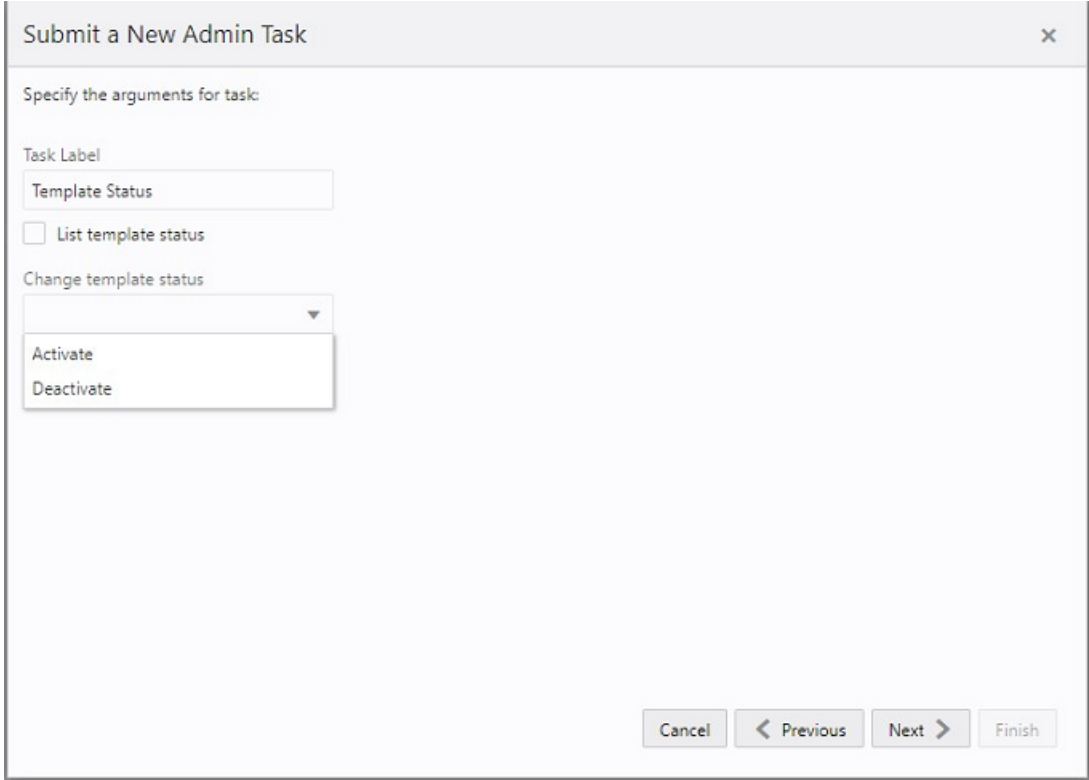 Submit a New Admin Task
Specify the arguments for task:
Task Label
Template Status
List template status
Change template status
Activate
Deactivate
Cancel Previous Next Finish